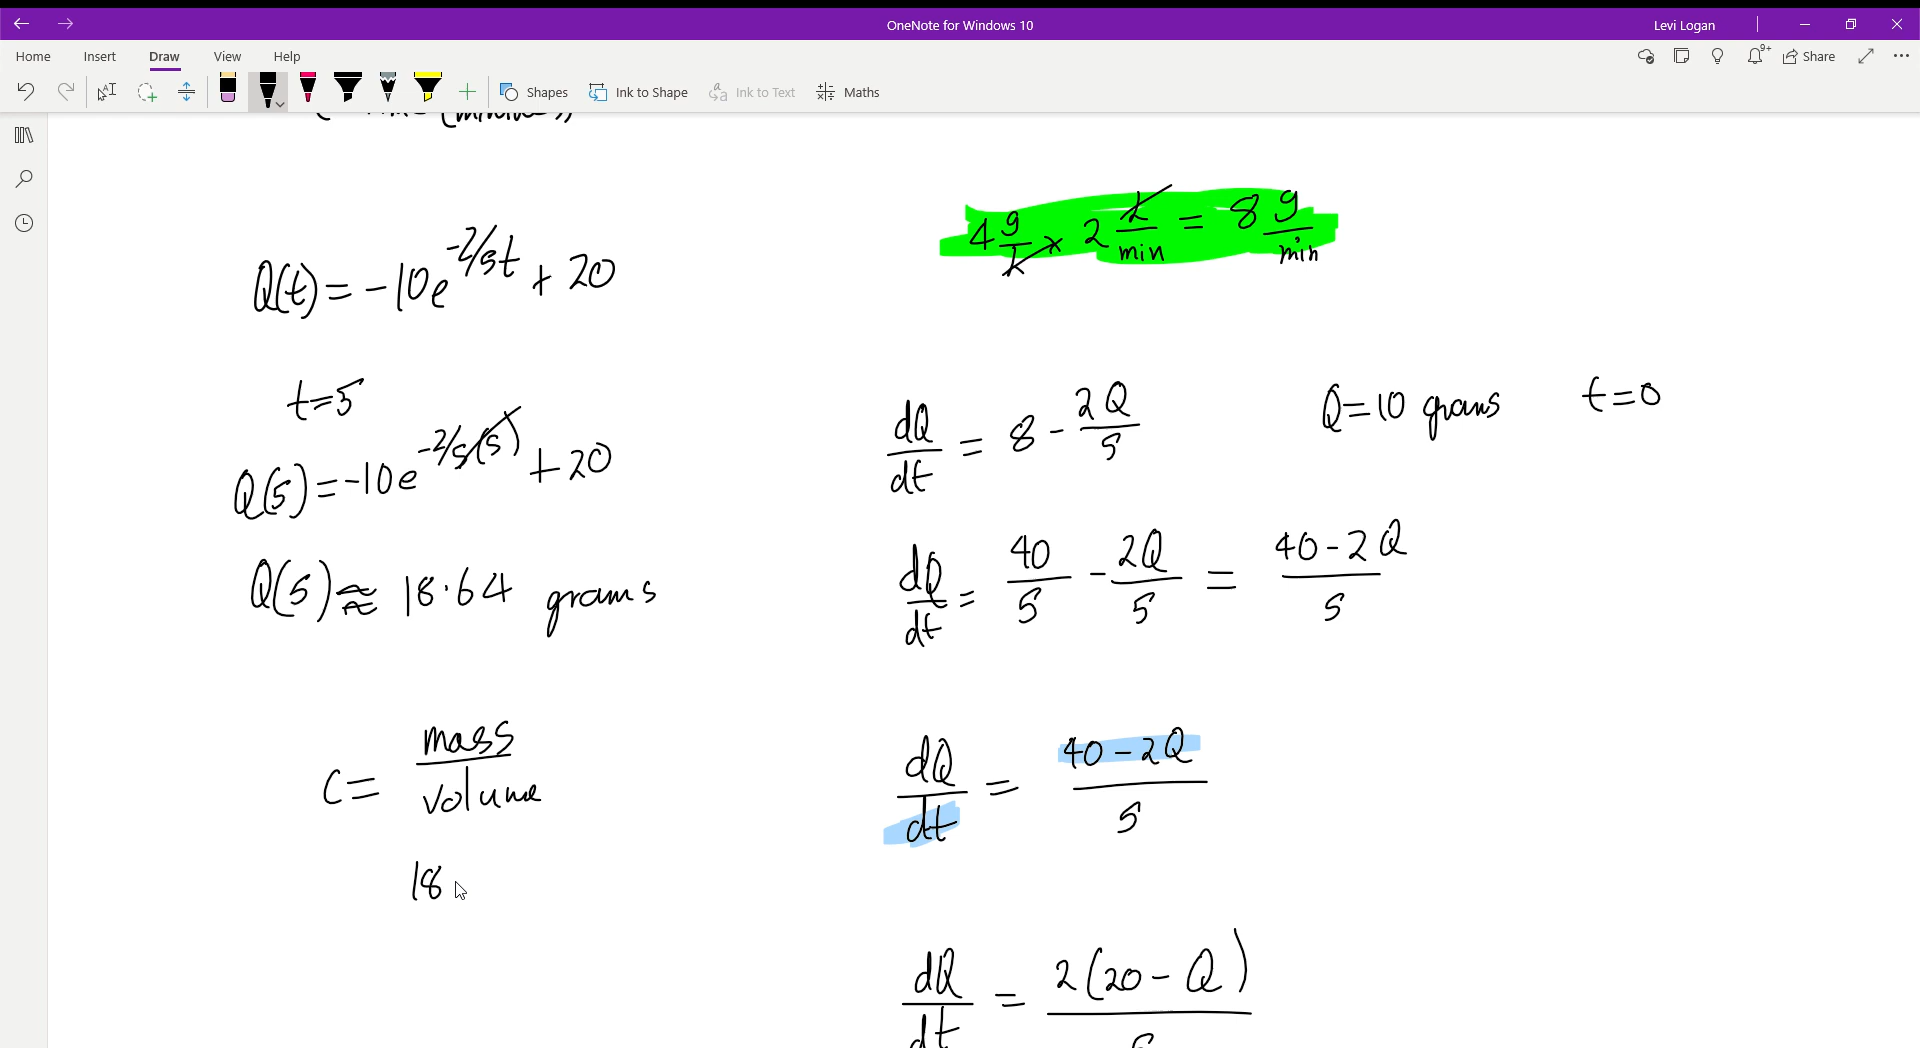 OneNote for Windows 10
Levi Logan
Home Insert Draw View Help
9+ Share
Shapes Ink to Shape Ink to Text Maths
(minutes)
4 g/L × 2 L/min = 8 g/min
Q(t) = -10e^{-2/5t} + 20
t=5
Q(5) = -10e^{-2/5(5)} + 20
Q(5) ≈ 18.64 grams
C = mass/volume
18
dQ/dt = 8 - 2Q/5
Q=10 grams t=0
dQ/dt = 40/5 - 2Q/5 = 40-2Q/5
dQ/dt = 40-2Q/5
dQ/dt = 2(20-Q)/5